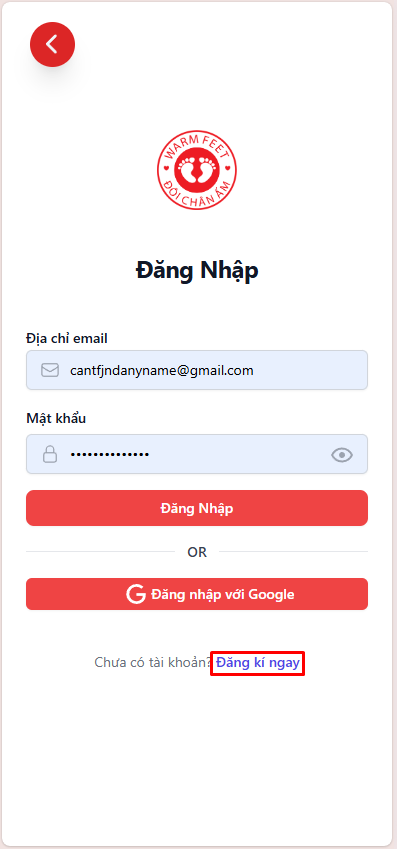 WARM FEET
ĐÔI CHÂN ẤM
Đăng Nhập
Địa chỉ email
cantfjndanyname@gmail.com
Mật khẩu
••••••••••••••
Đăng Nhập
OR
Đăng nhập với Google
Chưa có tài khoản? Đăng kí ngay